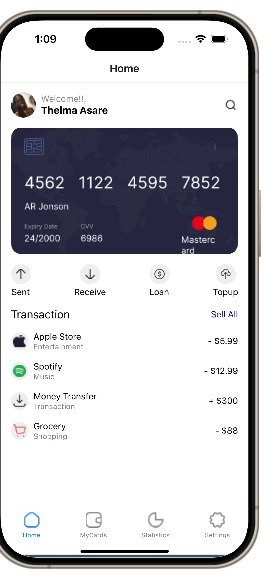 1:09
Home
Welcome!!,
Thelma Asare
4562 1122 4595 7852
AR Jonson
Expiry Date CVV
24/2000 6986
Masterc
ard
Sent Receive Loan Topup
Transaction Sell All
Apple Store - $5.99
Entertainment
Spotify - $12.99
Music
Money Transfer + $300
Transaction
Grocery - $88
Shopping
Home MyCards Statistics Settings